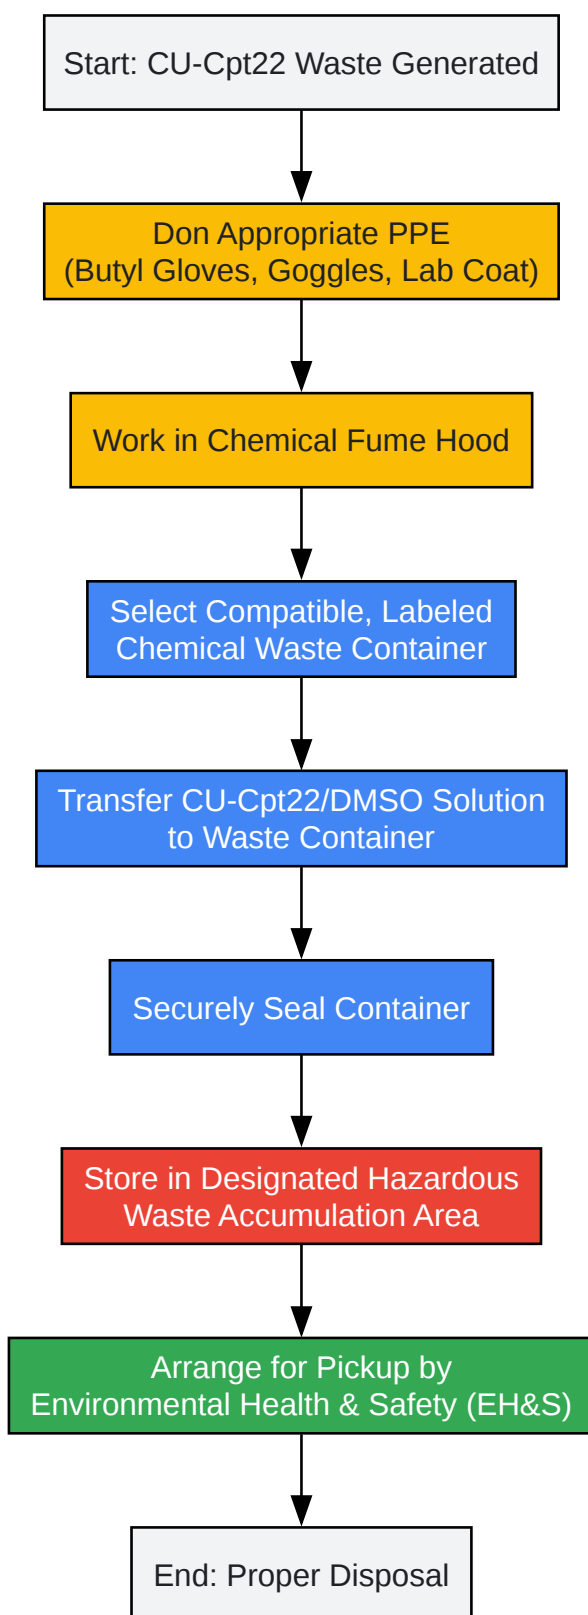 Start: CU-Cpt22 Waste Generated
Don Appropriate PPE
(Butyl Gloves, Goggles, Lab Coat)
Work in Chemical Fume Hood
Select Compatible, Labeled
Chemical Waste Container
Transfer CU-Cpt22/DMSO Solution
to Waste Container
Securely Seal Container
Store in Designated Hazardous
Waste Accumulation Area
Arrange for Pickup by
Environmental Health & Safety (EH&S)
End: Proper Disposal